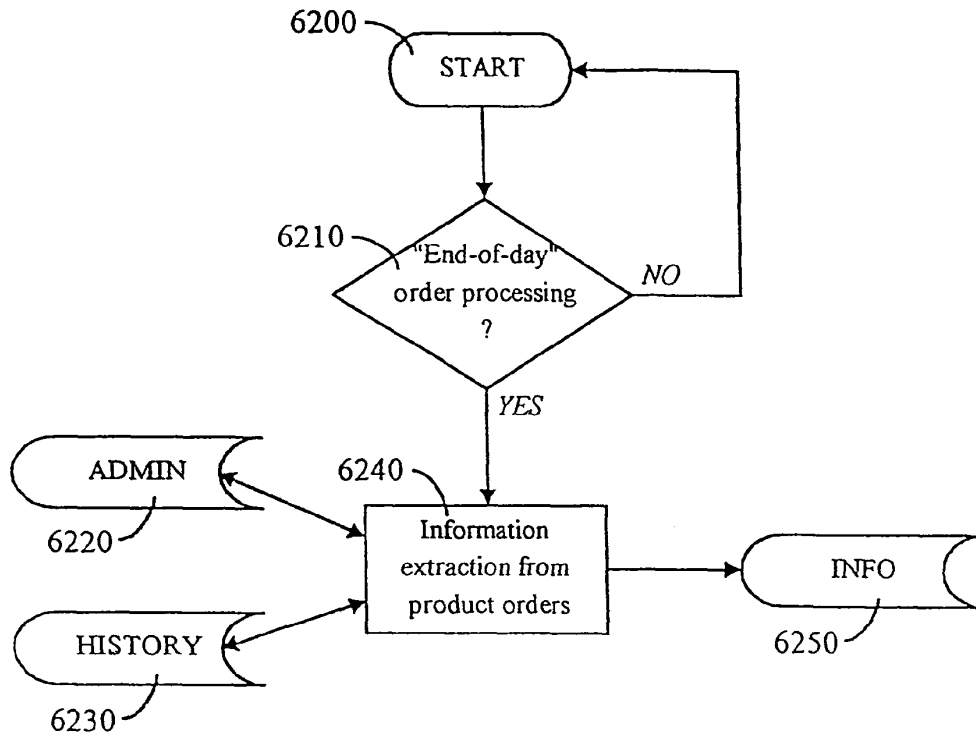 6200
START
6210
"End-of-day"
order processing
?
NO
YES
ADMIN
6220
6240
Information
extraction from
product orders
INFO
6250
HISTORY
6230